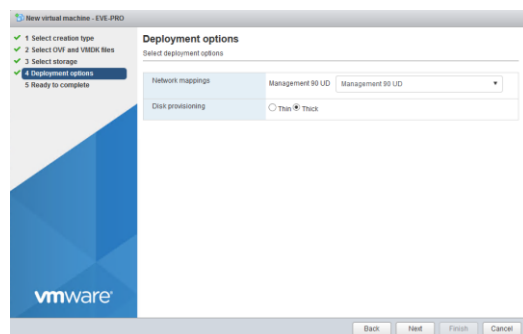 New virtual machine - EVE-PRO
1 Select creation type
2 Select OVF and VMDK files
3 Select storage
4 Deployment options
5 Ready to complete
Deployment options
Select deployment options
Network mappings
Management 90 UD
Management 90 UD
Disk provisioning
Thin
Thick
vmware®
Back
Next
Finish
Cancel